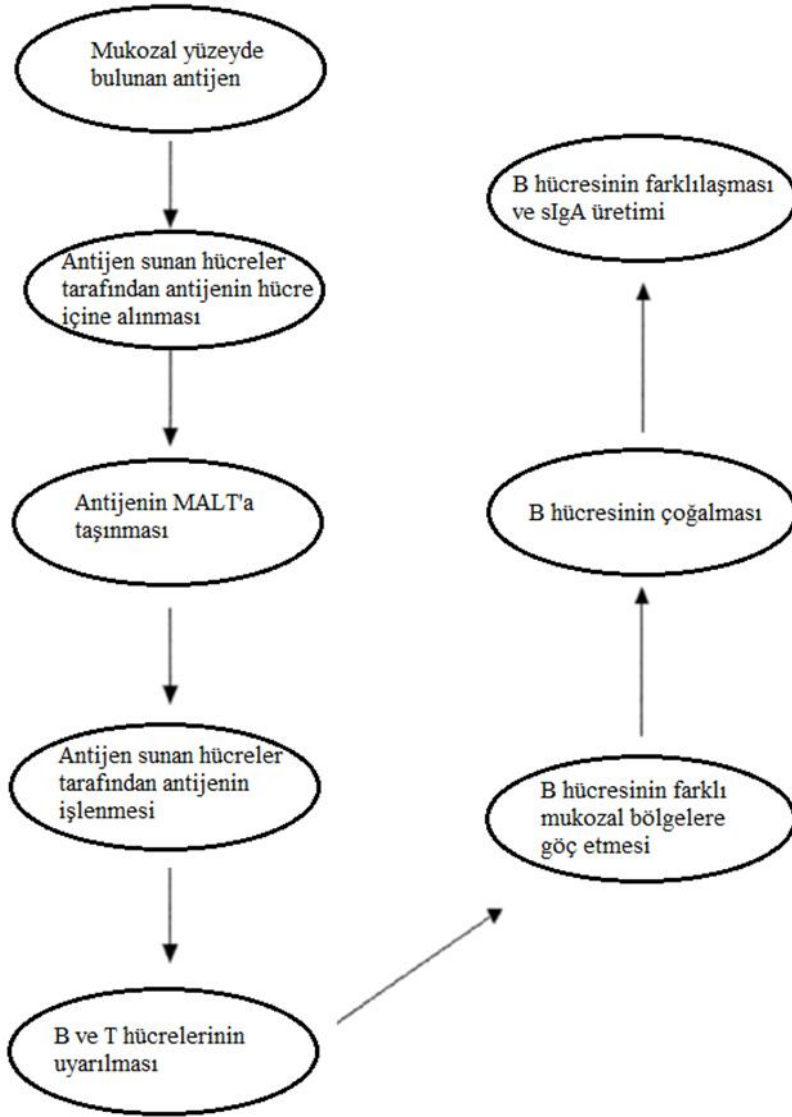 Mukozal yüzeyde
bulunan antijen
Antijen sunan hücreler
tarafından antijenin hücre
içine alınması
Antijenin MALT'a
taşınması
Antijen sunan hücreler
tarafından antijenin
işlenmesi
B ve T hücrelerinin
uyarılması
B hücresinin farklı
mukozal bölgelere
göç etmesi
B hücresinin çoğalması
B hücresinin farklılaşması
ve sIgA üretimi